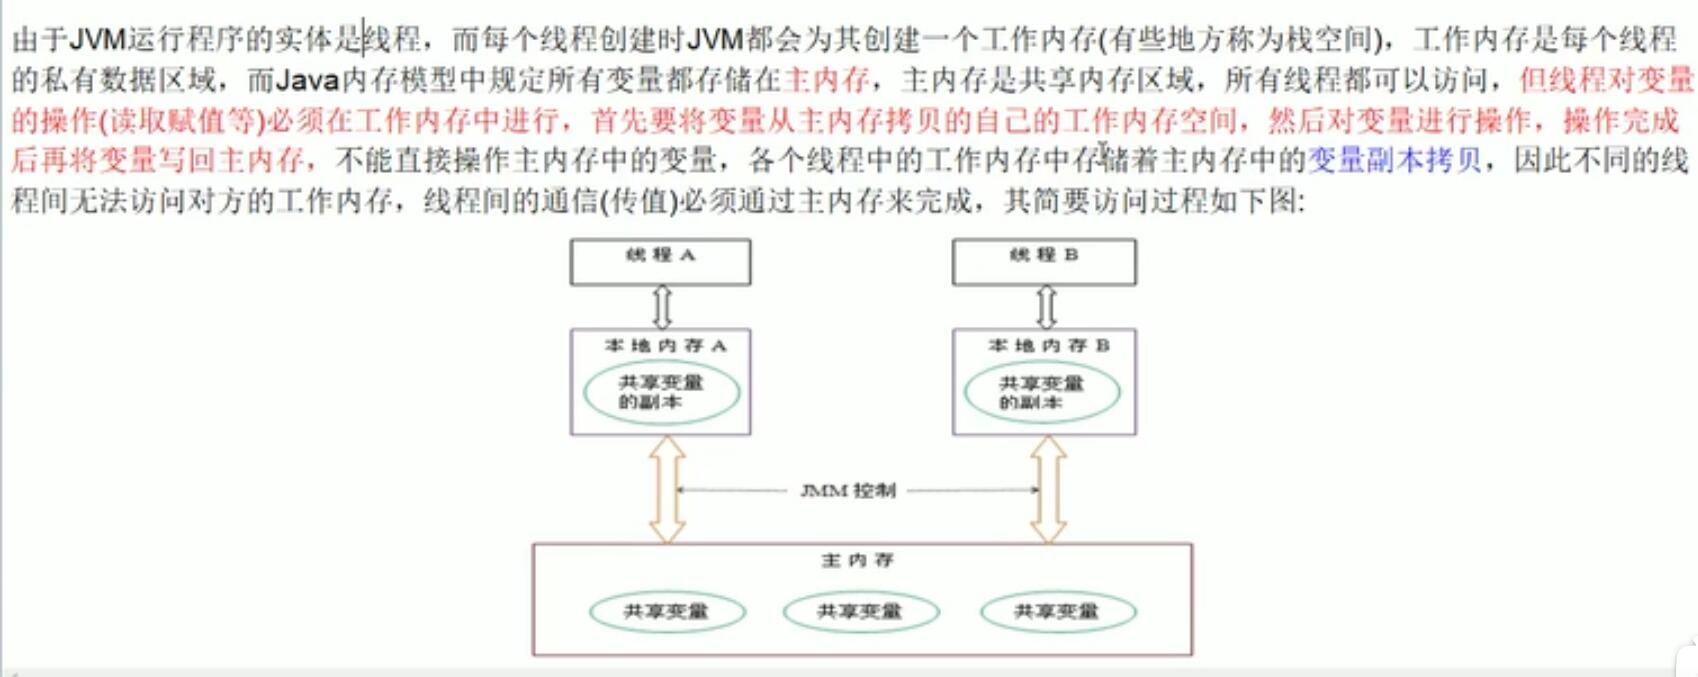 由于JVM运行程序的实体是线程，而每个线程创建时JVM都会为其创建一个工作内存(有些地方称为栈空间)，工作内存是每个线程
的私有数据区域，而Java内存模型中规定所有变量都存储在主内存，主内存是共享内存区域，所有线程都可以访问，但线程对变量
的操作(读取赋值等)必须在工作内存中进行，首先要将变量从主内存拷贝的自己的工作内存空间，然后对变量进行操作，操作完成
后再将变量写回主内存，不能直接操作主内存中的变量，各个线程中的工作内存中存储着主内存中的变量副本拷贝，因此不同的线
程间无法访问对方的工作内存，线程间的通信(传值)必须通过主内存来完成，其简要访问过程如下图:
线程A
线程B
本地内存A
本地内存B
共享变量
的副本
共享变量
的副本
JMM控制
主内存
共享变量
共享变量
共享变量